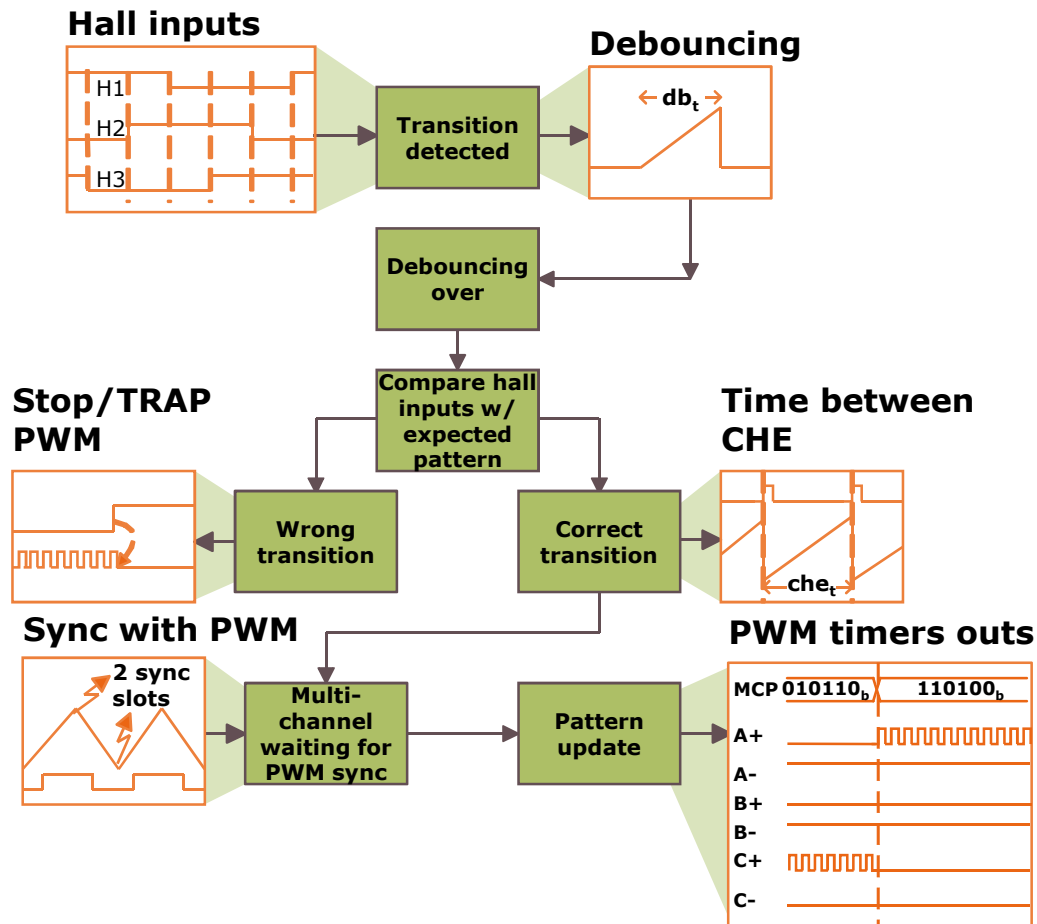 Hall inputs
H1
H2
H3
Transition
detected
Debouncing
dbt
Debouncing
over
Compare hall
inputs w/
expected
pattern
Stop/TRAP
PWM
Wrong
transition
Correct
transition
Time between
CHE
chet
Sync with PWM
2 sync
slots
Multi-
channel
waiting for
PWM sync
Pattern
update
PWM timers outs
MCP 010110b 110100b
A+
A-
B+
B-
C+
C-